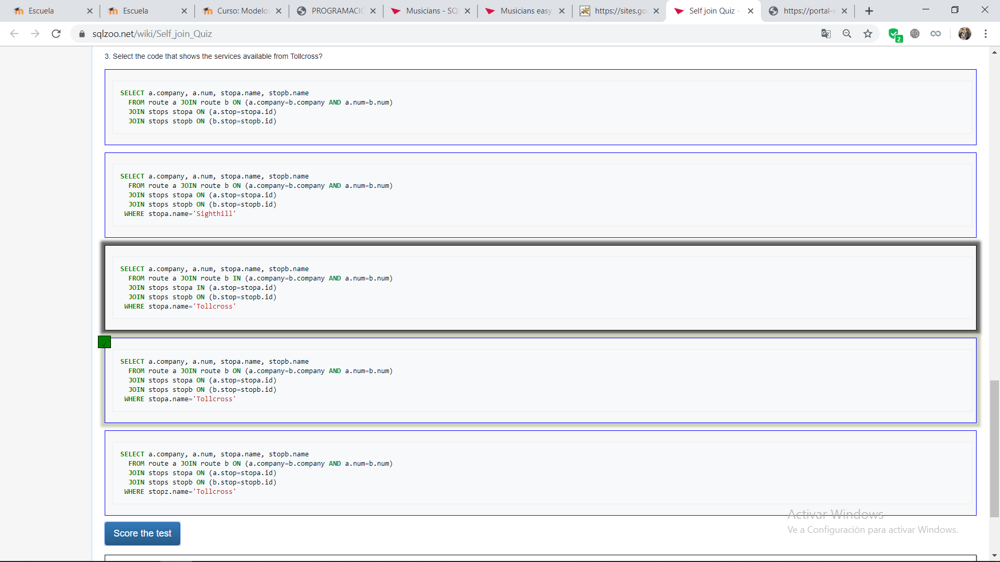 Escuela
Escuela
Curso: Modelos
PROGRAMACIÓ
Musicians - SQL
Musicians easy
https://sites.go
Self join Quiz -
https://portal-
sqlzoo.net/wiki/Self_join_Quiz
2
3. Select the code that shows the services available from Tollcross?
SELECT a.company, a.num, stopa.name, stopb.name
FROM route a JOIN route b ON (a.company=b.company AND a.num=b.num)
JOIN stops stopa ON (a.stop=stopa.id)
JOIN stops stopb ON (b.stop=stopb.id)
SELECT a.company, a.num, stopa.name, stopb.name
FROM route a JOIN route b ON (a.company=b.company AND a.num=b.num)
JOIN stops stopa ON (a.stop=stopa.id)
JOIN stops stopb ON (b.stop=stopb.id)
WHERE stopa.name='Sighthill'
SELECT a.company, a.num, stopa.name, stopb.name
FROM route a JOIN route b IN (a.company=b.company AND a.num=b.num)
JOIN stops stopa IN (a.stop=stopa.id)
JOIN stops stopb ON (b.stop=stopb.id)
WHERE stopa.name='Tollcross'
SELECT a.company, a.num, stopa.name, stopb.name
FROM route a JOIN route b ON (a.company=b.company AND a.num=b.num)
JOIN stops stopa ON (a.stop=stopa.id)
JOIN stops stopb ON (b.stop=stopb.id)
WHERE stopa.name='Tollcross'
SELECT a.company, a.num, stopa.name, stopb.name
FROM route a JOIN route b ON (a.company=b.company AND a.num=b.num)
JOIN stops stopa ON (a.stop=stopa.id)
JOIN stops stopb ON (b.stop=stopb.id)
WHERE stopz.name='Tollcross'
Score the test
Activar Windows
Ve a Configuración para activar Windows.